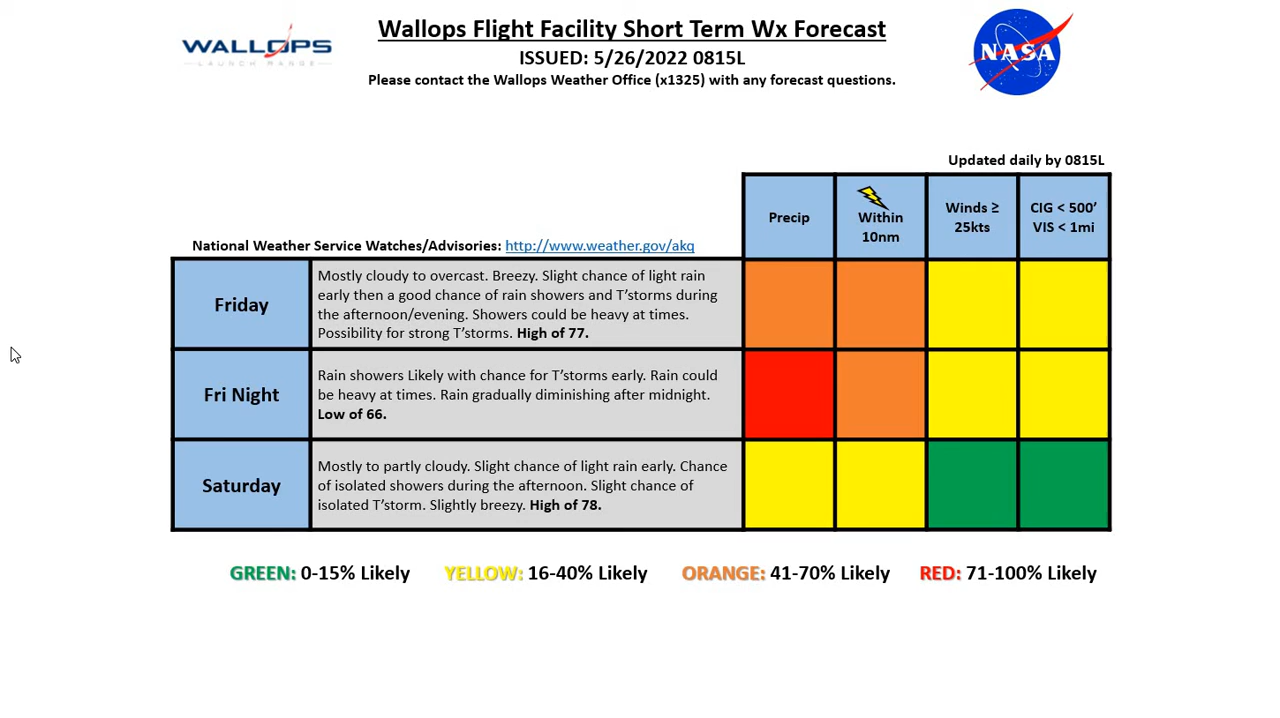 WALLOPS
LAUNCH RANGE
Wallops Flight Facility Short Term Wx Forecast
ISSUED: 5/26/2022 0815L
Please contact the Wallops Weather Office (x1325) with any forecast questions.
NASA
Updated daily by 0815L
National Weather Service Watches/Advisories: http://www.weather.gov/akq
Precip
Within
10nm
Winds ≥
25kts
CIG < 500’
VIS < 1mi
Friday
Mostly cloudy to overcast. Breezy. Slight chance of light rain
early then a good chance of rain showers and T’storms during
the afternoon/evening. Showers could be heavy at times.
Possibility for strong T’storms. High of 77.
Fri Night
Rain showers Likely with chance for T’storms early. Rain could
be heavy at times. Rain gradually diminishing after midnight.
Low of 66.
Saturday
Mostly to partly cloudy. Slight chance of light rain early. Chance
of isolated showers during the afternoon. Slight chance of
isolated T’storm. Slightly breezy. High of 78.
GREEN: 0-15% Likely
YELLOW: 16-40% Likely
ORANGE: 41-70% Likely
RED: 71-100% Likely